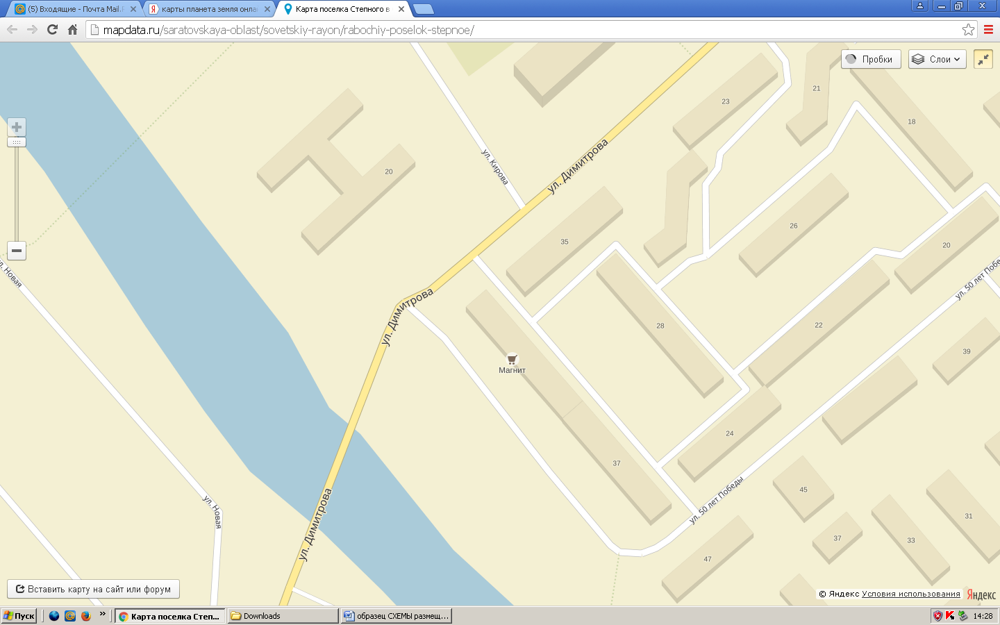 (5) Входящие - Почта Mail.R
карты планета земля онла
Карта поселка Степного в
mapdata.ru/saratovskaya-oblast/sovetskiy-rayon/rabochiy-poselok-stepnoe/
Пробки
Слои
21
23
18
ул. Кирова
ул. Димитрова
20
26
35
20
ул. Новая
ул. 50 лет Победы
ул. Димитрова
28
22
39
Магнит
24
37
45
ул. 50 лет Победы
ул. Новая
ул. Димитрова
31
37
33
47
Вставить карту на сайт или форум
© Яндекс Условия использования
Яндекс
Пуск
»
Карта поселка Степ...
Downloads
образец СХЕМЫ размещ...
14:28